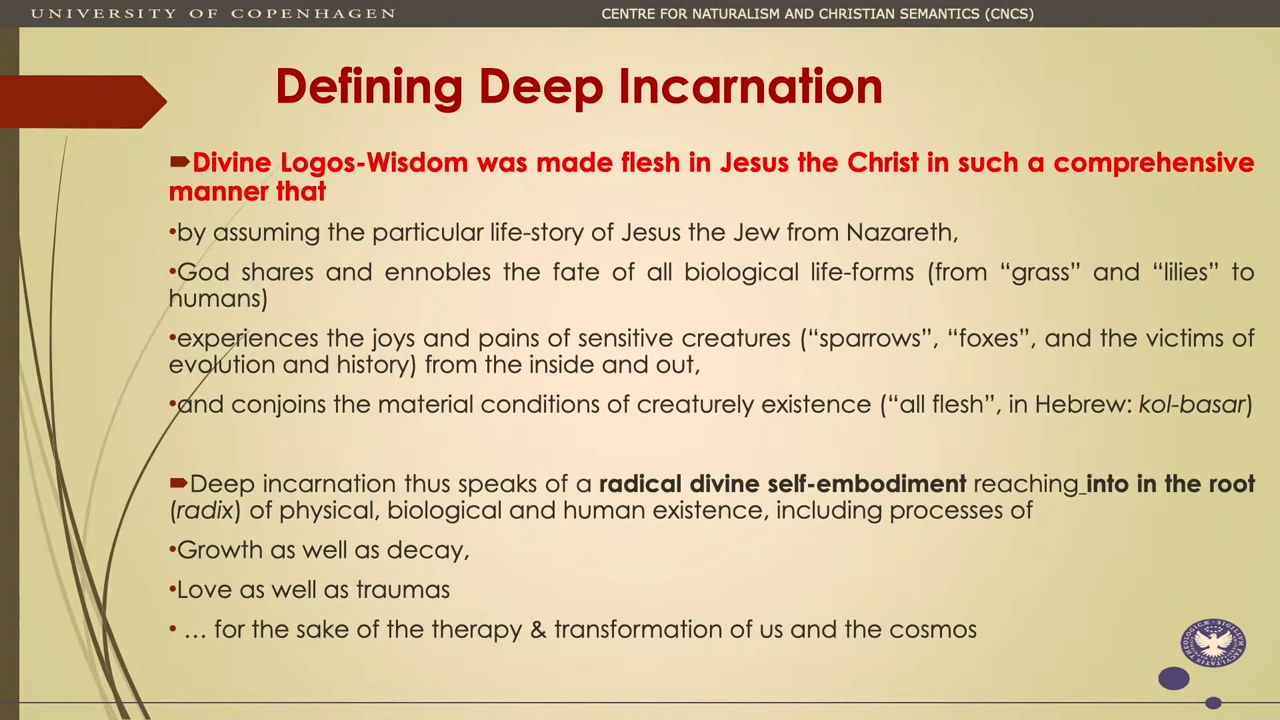 UNIVERSITY OF COPENHAGEN
CENTRE FOR NATURALISM AND CHRISTIAN SEMANTICS (CNCS)
Defining Deep Incarnation
Divine Logos-Wisdom was made flesh in Jesus the Christ in such a comprehensive
manner that
•by assuming the particular life-story of Jesus the Jew from Nazareth,
•God shares and ennobles the fate of all biological life-forms (from “grass” and “lilies” to
humans)
•experiences the joys and pains of sensitive creatures (“sparrows”, “foxes”, and the victims of
evolution and history) from the inside and out,
•and conjoins the material conditions of creaturely existence (“all flesh”, in Hebrew: kol-basar)
Deep incarnation thus speaks of a radical divine self-embodiment reaching into in the root
(radix) of physical, biological and human existence, including processes of
•Growth as well as decay,
•Love as well as traumas
• … for the sake of the therapy & transformation of us and the cosmos